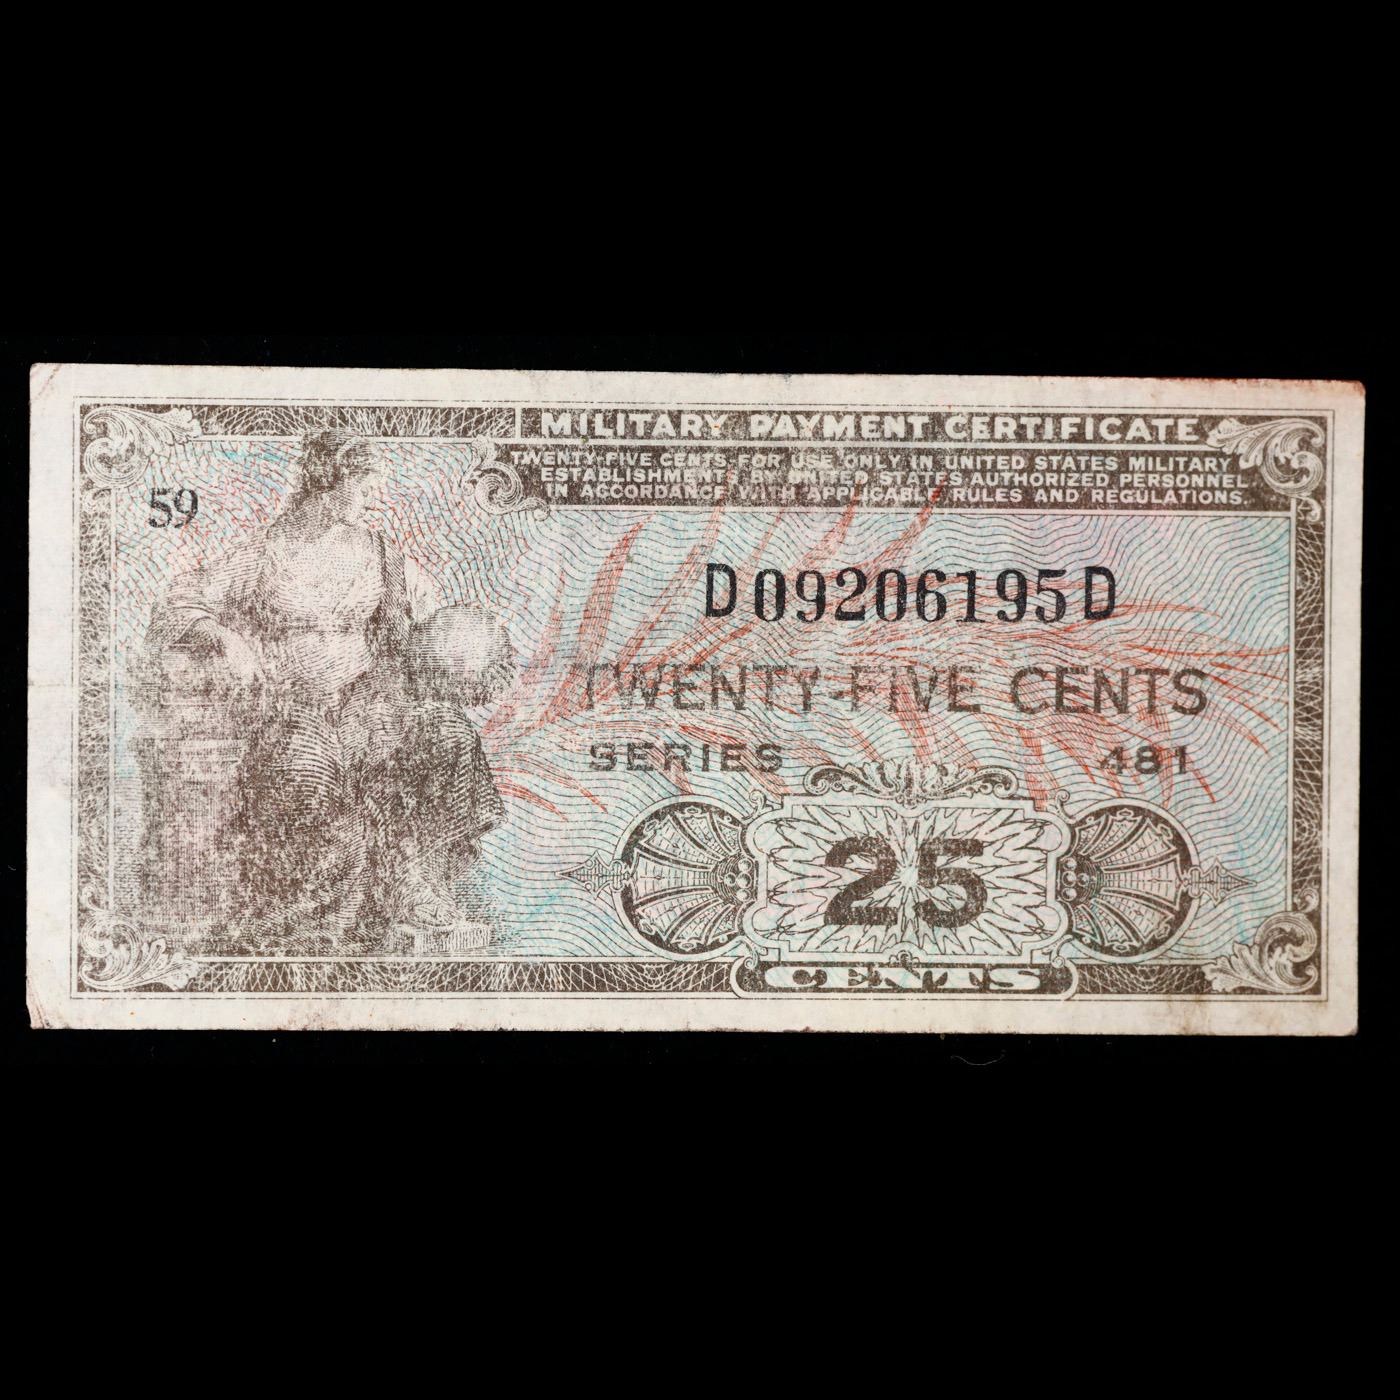 MILITARY PAYMENT CERTIFICATE
TWENTY-FIVE CENTS FOR USE ONLY IN UNITED STATES MILITARY
ESTABLISHMENTS BY UNITED STATES AUTHORIZED PERSONNEL
IN ACCORDANCE WITH APPLICABLE RULES AND REGULATIONS.
59
D09206195D
TWENTY-FIVE CENTS
SERIES 481
25
CENTS